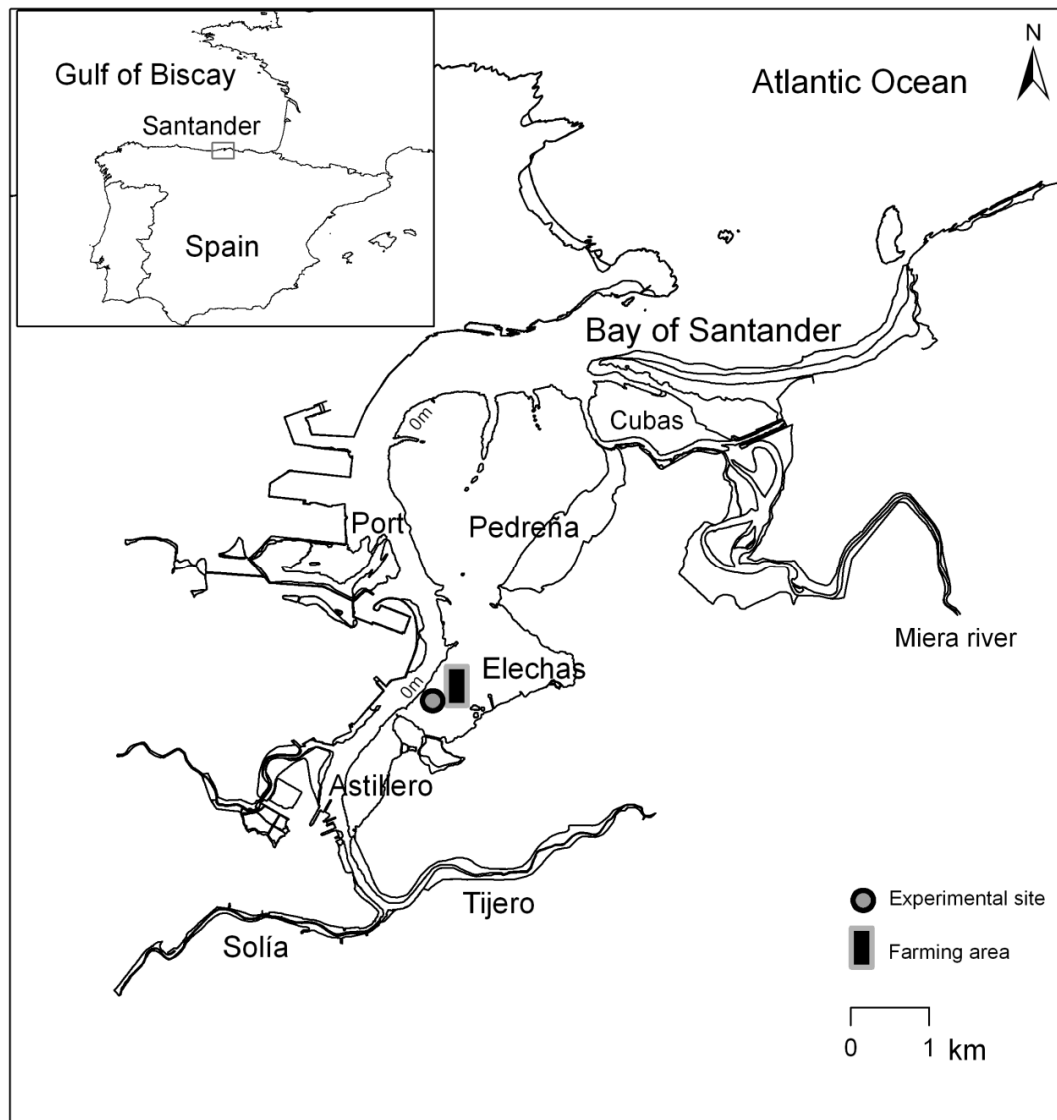 Gulf of Biscay
Santander
Spain
N
Atlantic Ocean
Bay of Santander
0m
Cubas
Port
Pedreña
Miera river
Elechas
0m
Astillero
Tijero
Solía
Experimental site
Farming area
0 1 km